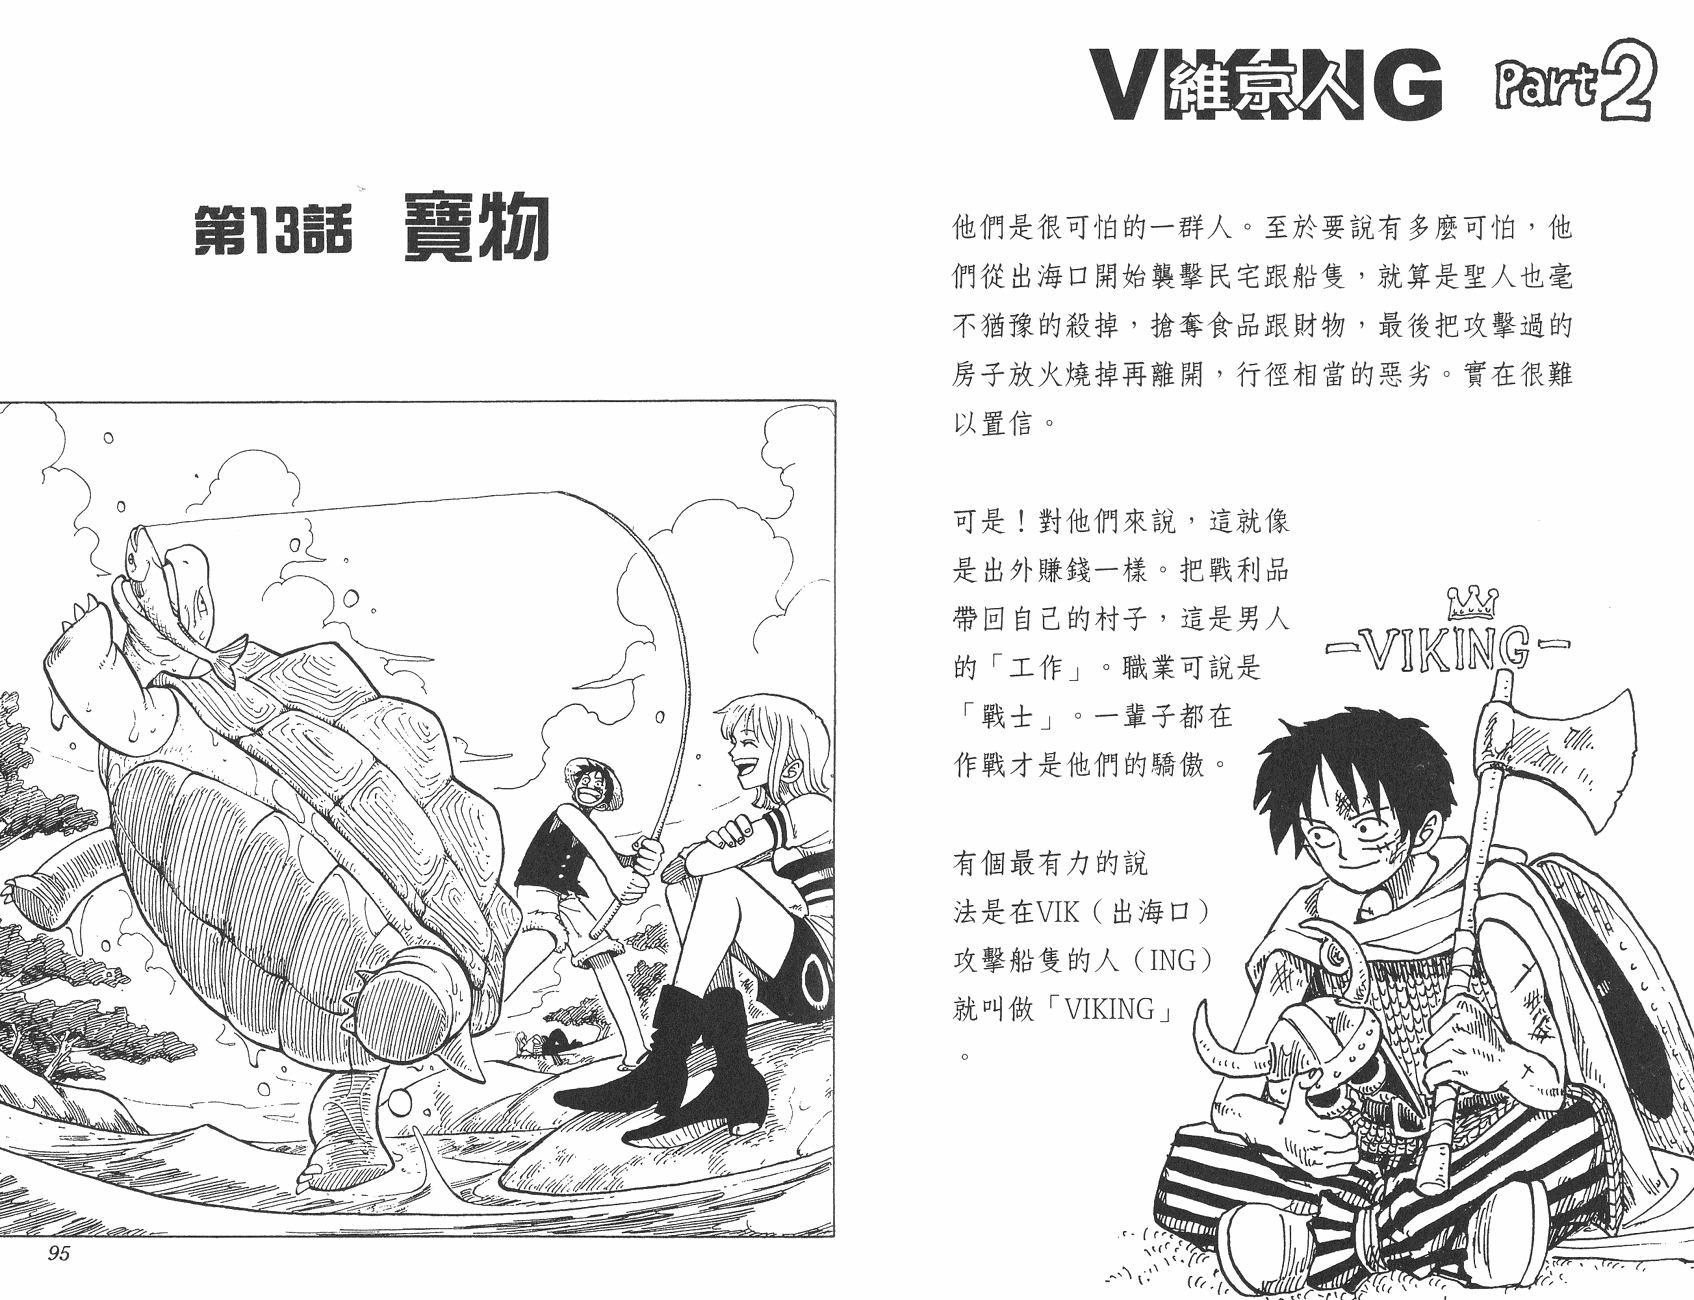 VIKING
維京人
Part2
他們是很可怕的一群人。至於要說有多麼可怕，他
們從出海口開始襲擊民宅跟船隻，就算是聖人也毫
不猶豫的殺掉，搶奪食品跟財物，最後把攻擊過的
房子放火燒掉再離開，行徑相當的惡劣。實在很難
以置信。
可是！對他們來說，這就像
是出外賺錢一樣。把戰利品
帶回自己的村子，這是男人
的「工作」。職業可說是
「戰士」。一輩子都在
作戰才是他們的驕傲。
有個最有力的說
法是在VIK（出海口）
攻擊船隻的人（ING）
就叫做「VIKING」
。
－VIKING－
第13話 寶物
95